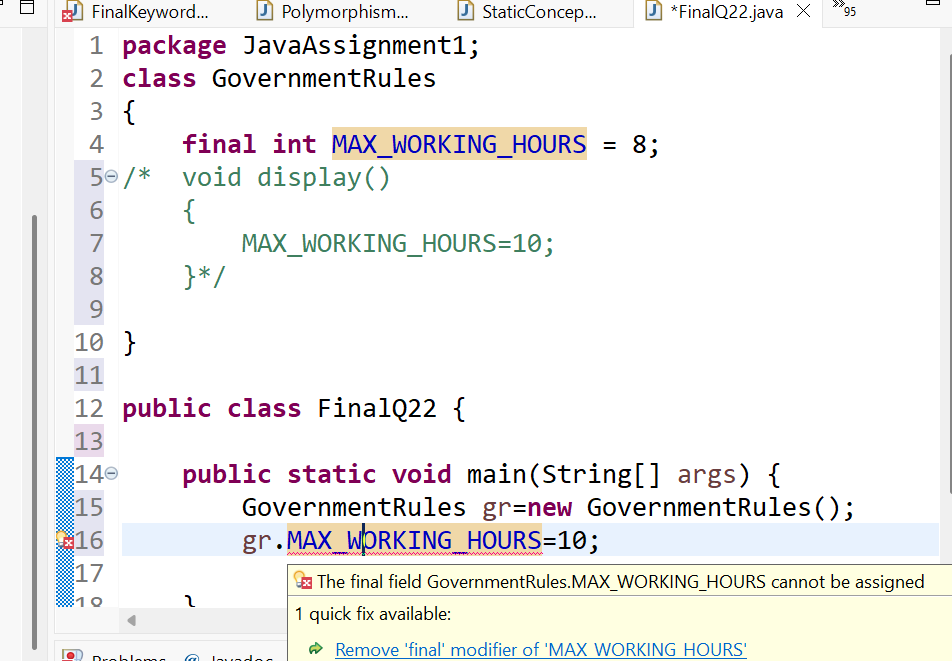 FinalKeyword... Polymorphism... StaticConcep... *FinalQ22.java 95
1 package JavaAssignment1;
2 class GovernmentRules
3 {
4 final int MAX_WORKING_HOURS = 8;
5 /* void display()
6 {
7 MAX_WORKING_HOURS=10;
8 }*/
9
10 }
11
12 public class FinalQ22 {
13
14 public static void main(String[] args) {
15 GovernmentRules gr=new GovernmentRules();
16 gr.MAX_WORKING_HOURS=10;
17
18 }
The final field GovernmentRules.MAX_WORKING_HOURS cannot be assigned
1 quick fix available:
Remove 'final' modifier of 'MAX_WORKING_HOURS'
Problems @ Javadoc